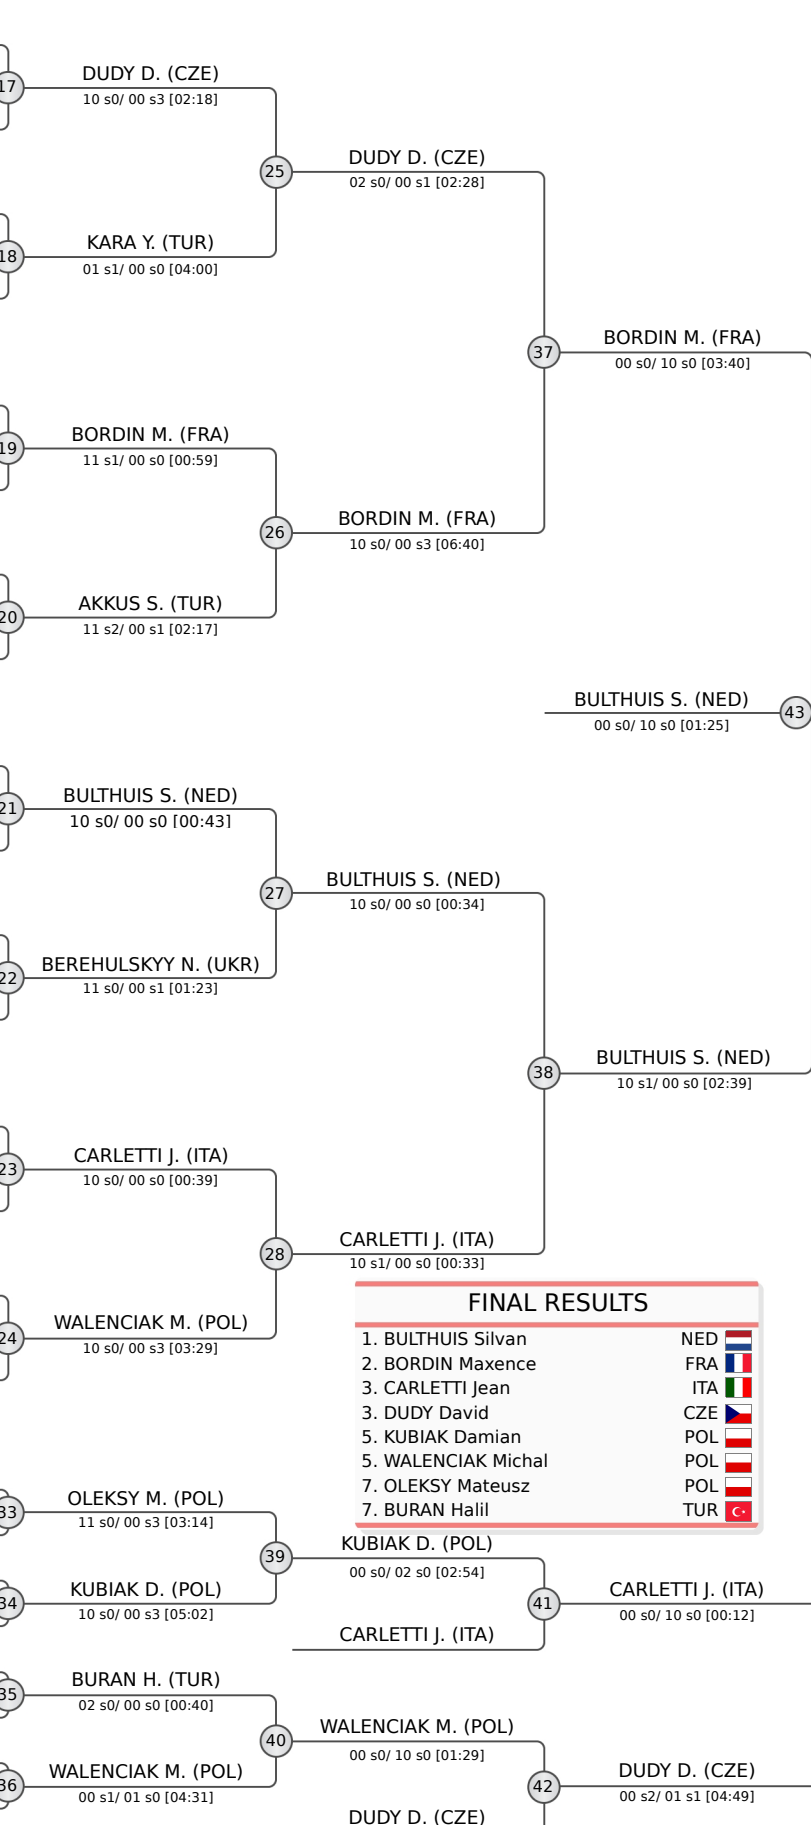 17
DUDY D. (CZE)
10 s0/ 00 s3 [02:18]
25
DUDY D. (CZE)
02 s0/ 00 s1 [02:28]
18
KARA Y. (TUR)
01 s1/ 00 s0 [04:00]
37
BORDIN M. (FRA)
00 s0/ 10 s0 [03:40]
19
BORDIN M. (FRA)
11 s1/ 00 s0 [00:59]
26
BORDIN M. (FRA)
10 s0/ 00 s3 [06:40]
20
AKKUS S. (TUR)
11 s2/ 00 s1 [02:17]
BULTHUIS S. (NED)
00 s0/ 10 s0 [01:25]
43
21
BULTHUIS S. (NED)
10 s0/ 00 s0 [00:43]
27
BULTHUIS S. (NED)
10 s0/ 00 s0 [00:34]
22
BEREHULSKYY N. (UKR)
11 s0/ 00 s1 [01:23]
38
BULTHUIS S. (NED)
10 s1/ 00 s0 [02:39]
23
CARLETTI J. (ITA)
10 s0/ 00 s0 [00:39]
28
CARLETTI J. (ITA)
10 s1/ 00 s0 [00:33]
24
WALENCIAK M. (POL)
10 s0/ 00 s3 [03:29]
FINAL RESULTS
1. BULTHUIS Silvan NED
2. BORDIN Maxence FRA
3. CARLETTI Jean ITA
3. DUDY David CZE
5. KUBIAK Damian POL
5. WALENCIAK Michal POL
7. OLEKSY Mateusz POL
7. BURAN Halil TUR
33
OLEKSY M. (POL)
11 s0/ 00 s3 [03:14]
39
KUBIAK D. (POL)
00 s0/ 02 s0 [02:54]
34
KUBIAK D. (POL)
10 s0/ 00 s3 [05:02]
41
CARLETTI J. (ITA)
00 s0/ 10 s0 [00:12]
CARLETTI J. (ITA)
35
BURAN H. (TUR)
02 s0/ 00 s0 [00:40]
40
WALENCIAK M. (POL)
00 s0/ 10 s0 [01:29]
36
WALENCIAK M. (POL)
00 s1/ 01 s0 [04:31]
42
DUDY D. (CZE)
00 s2/ 01 s1 [04:49]
DUDY D. (CZE)